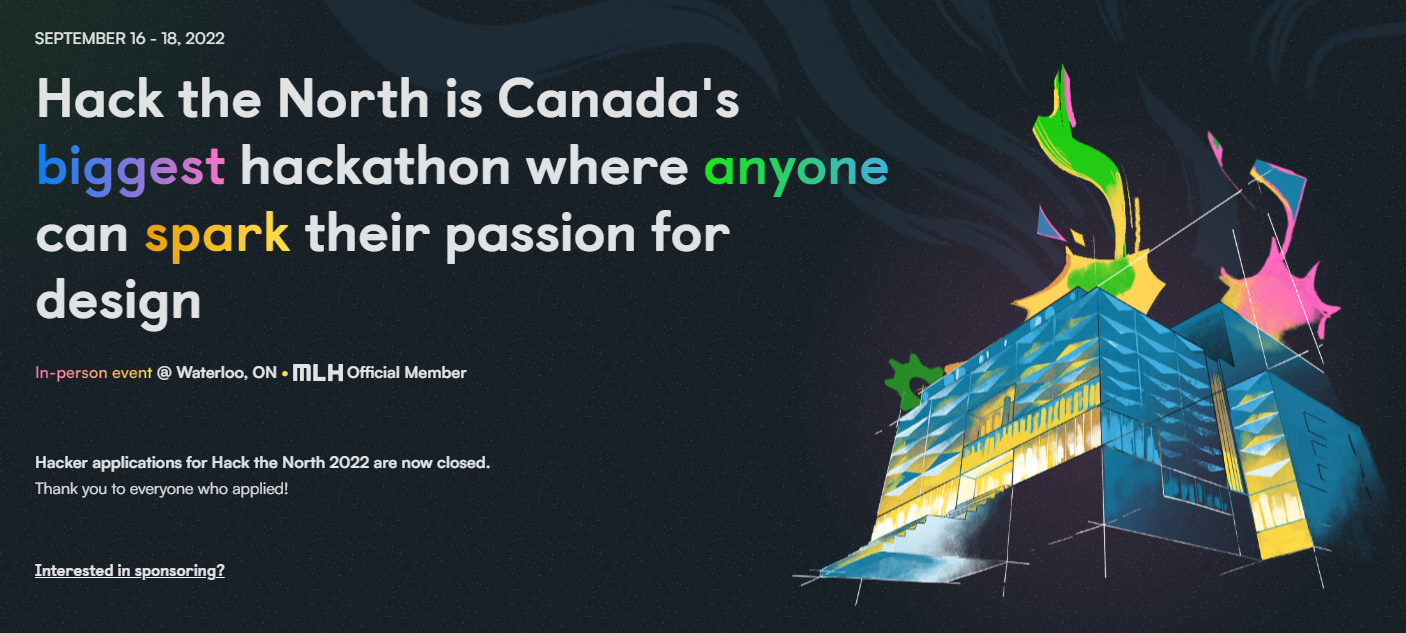 SEPTEMBER 16 - 18, 2022
Hack the North is Canada's
biggest hackathon where anyone
can spark their passion for
design
In-person event @ Waterloo, ON • MLH Official Member
Hacker applications for Hack the North 2022 are now closed.
Thank you to everyone who applied!
Interested in sponsoring?